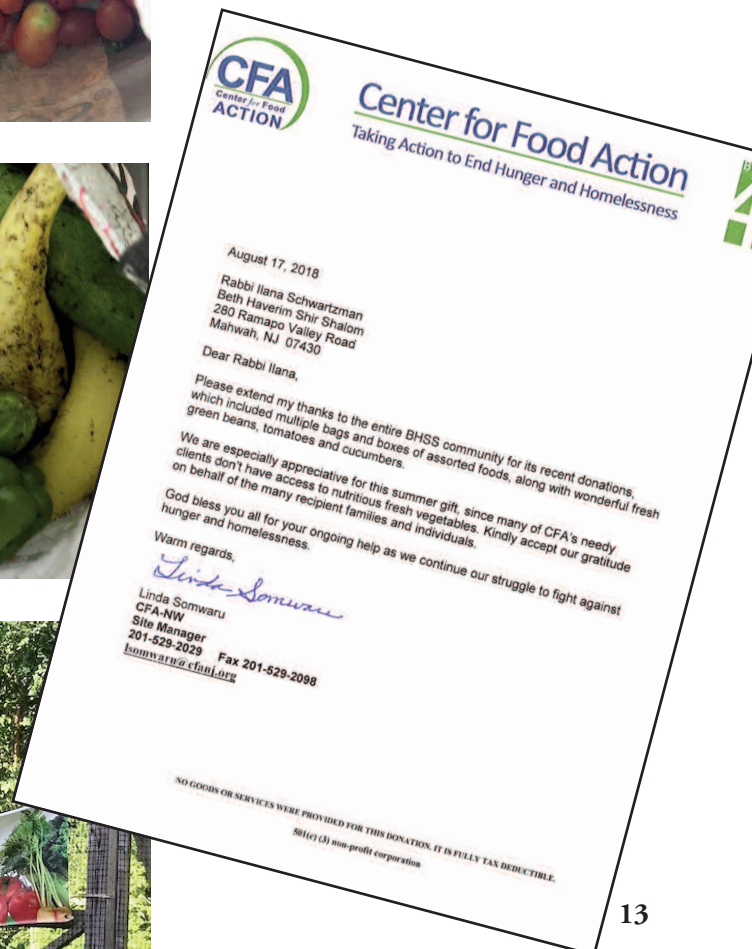 CFA
Center for Food
ACTION
Center for Food Action
Taking Action to End Hunger and Homelessness
August 17, 2018
Rabbi Ilana Schwartzman
Beth Haverim Shir Shalom
280 Ramapo Valley Road
Mahwah, NJ 07430
Dear Rabbi Ilana,
Please extend my thanks to the entire BHSS community for its recent donations,
which included multiple bags and boxes of assorted foods, along with wonderful fresh
green beans, tomatoes and cucumbers.
We are especially appreciative for this summer gift, since many of CFA's needy
clients don't have access to nutritious fresh vegetables. Kindly accept our gratitude
on behalf of the many recipient families and individuals.
God bless you all for your ongoing help as we continue our struggle to fight against
hunger and homelessness.
Warm regards,
Linda Somwaru
Linda Somwaru
CFA-NW
Site Manager
201-529-2029 Fax 201-529-2098
lsomwaru@cfanj.org
NO GOODS OR SERVICES WERE PROVIDED FOR THIS DONATION. IT IS FULLY TAX DEDUCTIBLE.
501(c) (3) non-profit corporation
13